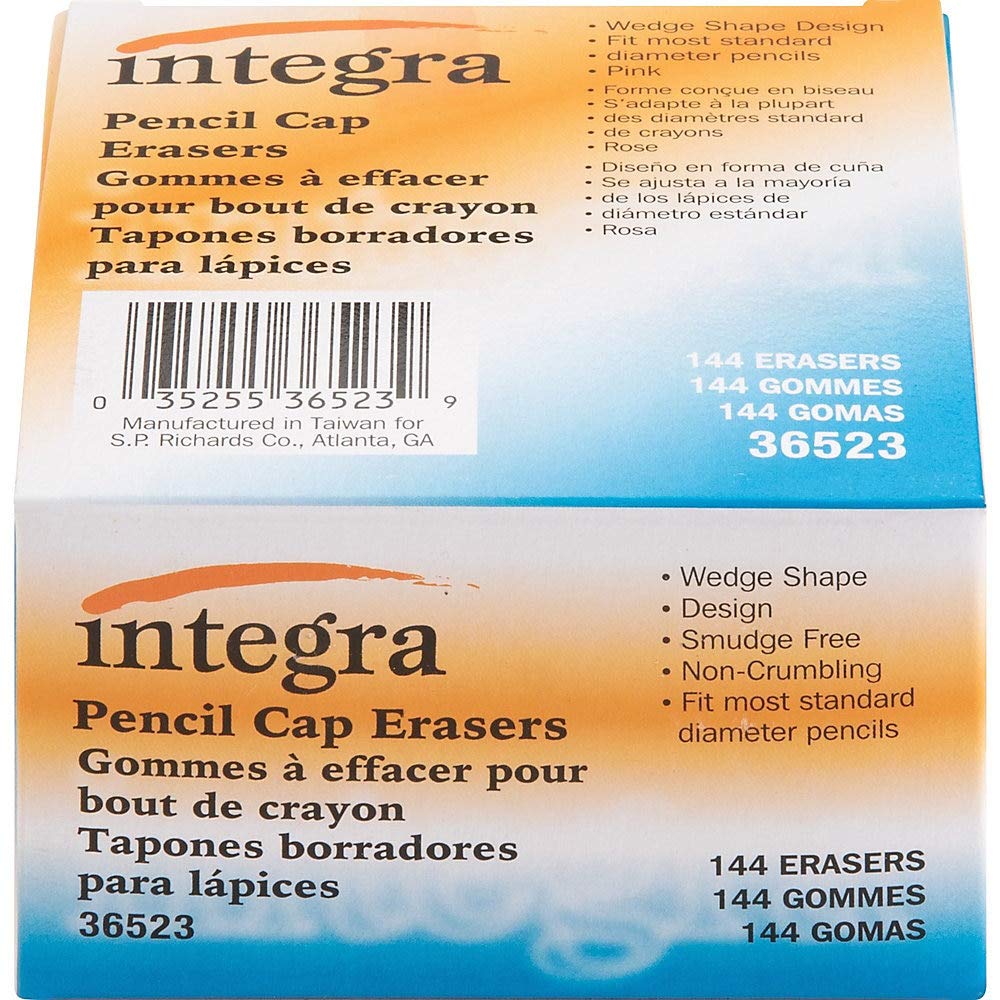 integra
Pencil Cap
Erasers
Gommes à effacer
pour bout de crayon
Tapones borradores
para lápices
• Wedge Shape Design
• Fit most standard
• diameter pencils
• Pink
• Forme conçue en biseau
• S'adapte à la plupart
• des diamètres standard
• de crayons
• Rose
• Diseño en forma de cuña
• Se ajusta a la mayoría
• de los lápices de
• diámetro estándar
• Rosa
0 35255 36523 9
Manufactured in Taiwan for
S.P. Richards Co., Atlanta, GA
144 ERASERS
144 GOMMES
144 GOMAS
36523
integra
Pencil Cap Erasers
Gommes à effacer pour
bout de crayon
Tapones borradores
para lápices
36523
• Wedge Shape
• Design
• Smudge Free
• Non-Crumbling
• Fit most standard
diameter pencils
144 ERASERS
144 GOMMES
144 GOMAS